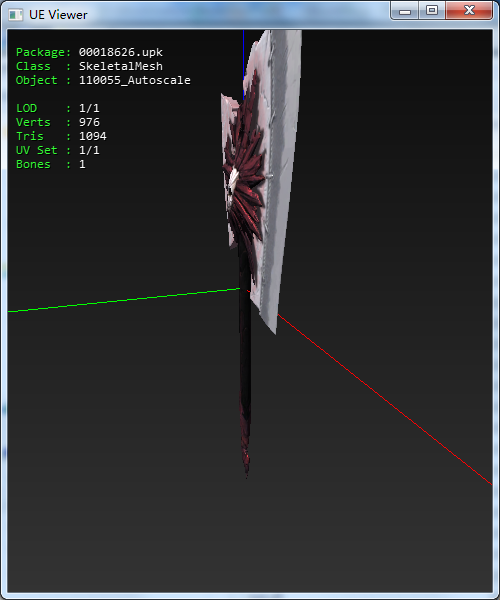 UE Viewer
Package: 00018626.upk
Class  : SkeletalMesh
Object : 110055_Autoscale
LOD    : 1/1
Verts  : 976
Tris   : 1094
UV Set : 1/1
Bones  : 1